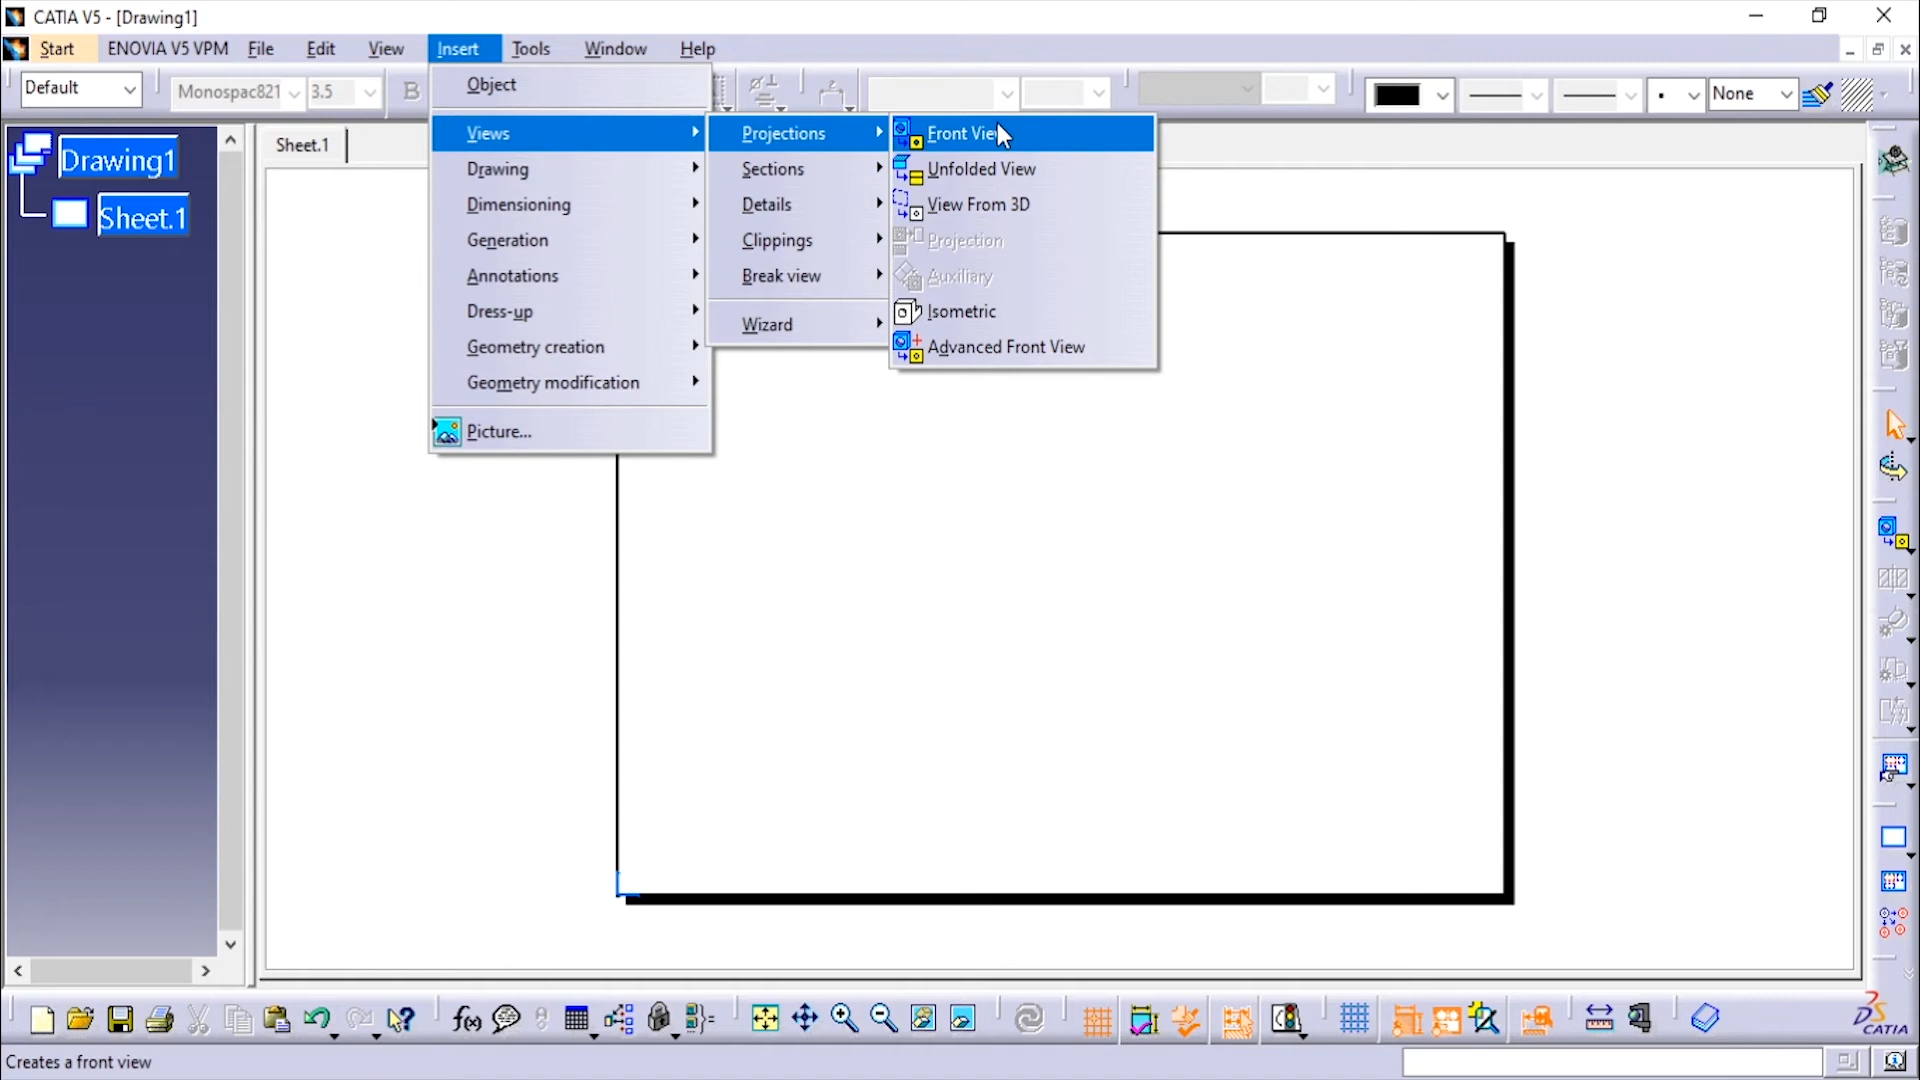 CATIA V5 - [Drawing1]
Start ENOVIA V5 VPM File Edit View Insert Tools Window Help
Default Monospac821 3.5 B None
Object
Views
Drawing
Dimensioning
Generation
Annotations
Dress-up
Geometry creation
Geometry modification
Picture...
Projections
Sections
Details
Clippings
Break view
Wizard
Front View
Unfolded View
View From 3D
Projection
Auxiliary
Isometric
Advanced Front View
Sheet.1
Drawing1
Sheet.1
f(x)
DS CATIA
Creates a front view